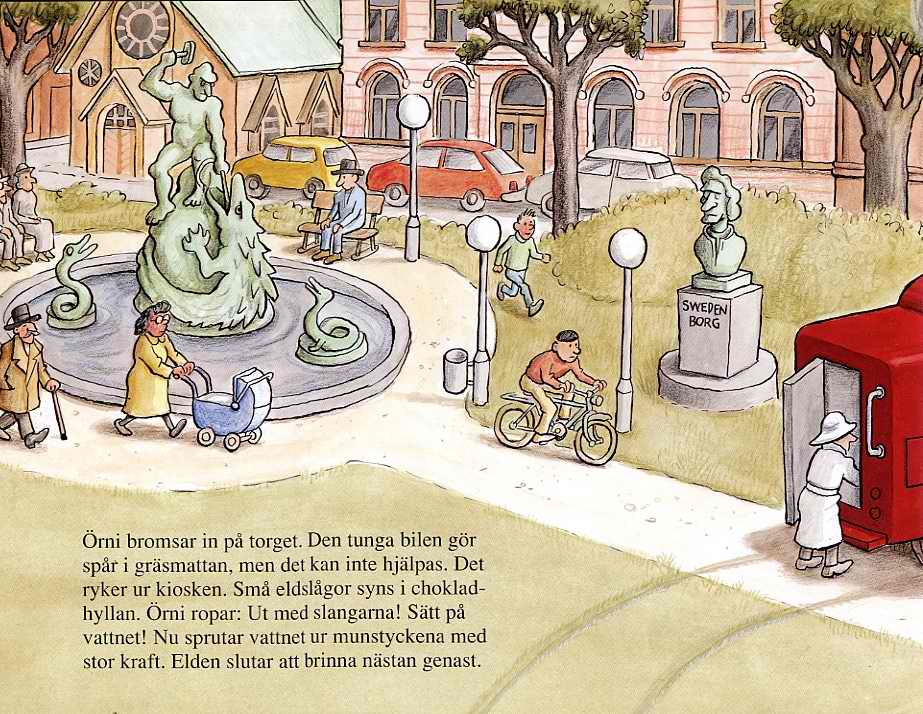 SWEDEN
BORG
Örni bromsar in på torget. Den tunga bilen gör
spår i gräsmattan, men det kan inte hjälpas. Det
ryker ur kiosken. Små eldslågor syns i choklad-
hyllan. Örni ropar: Ut med slangarna! Sätt på
vattnet! Nu sprutar vattnet ur munstyckena med
stor kraft. Elden slutar att brinna nästan genast.